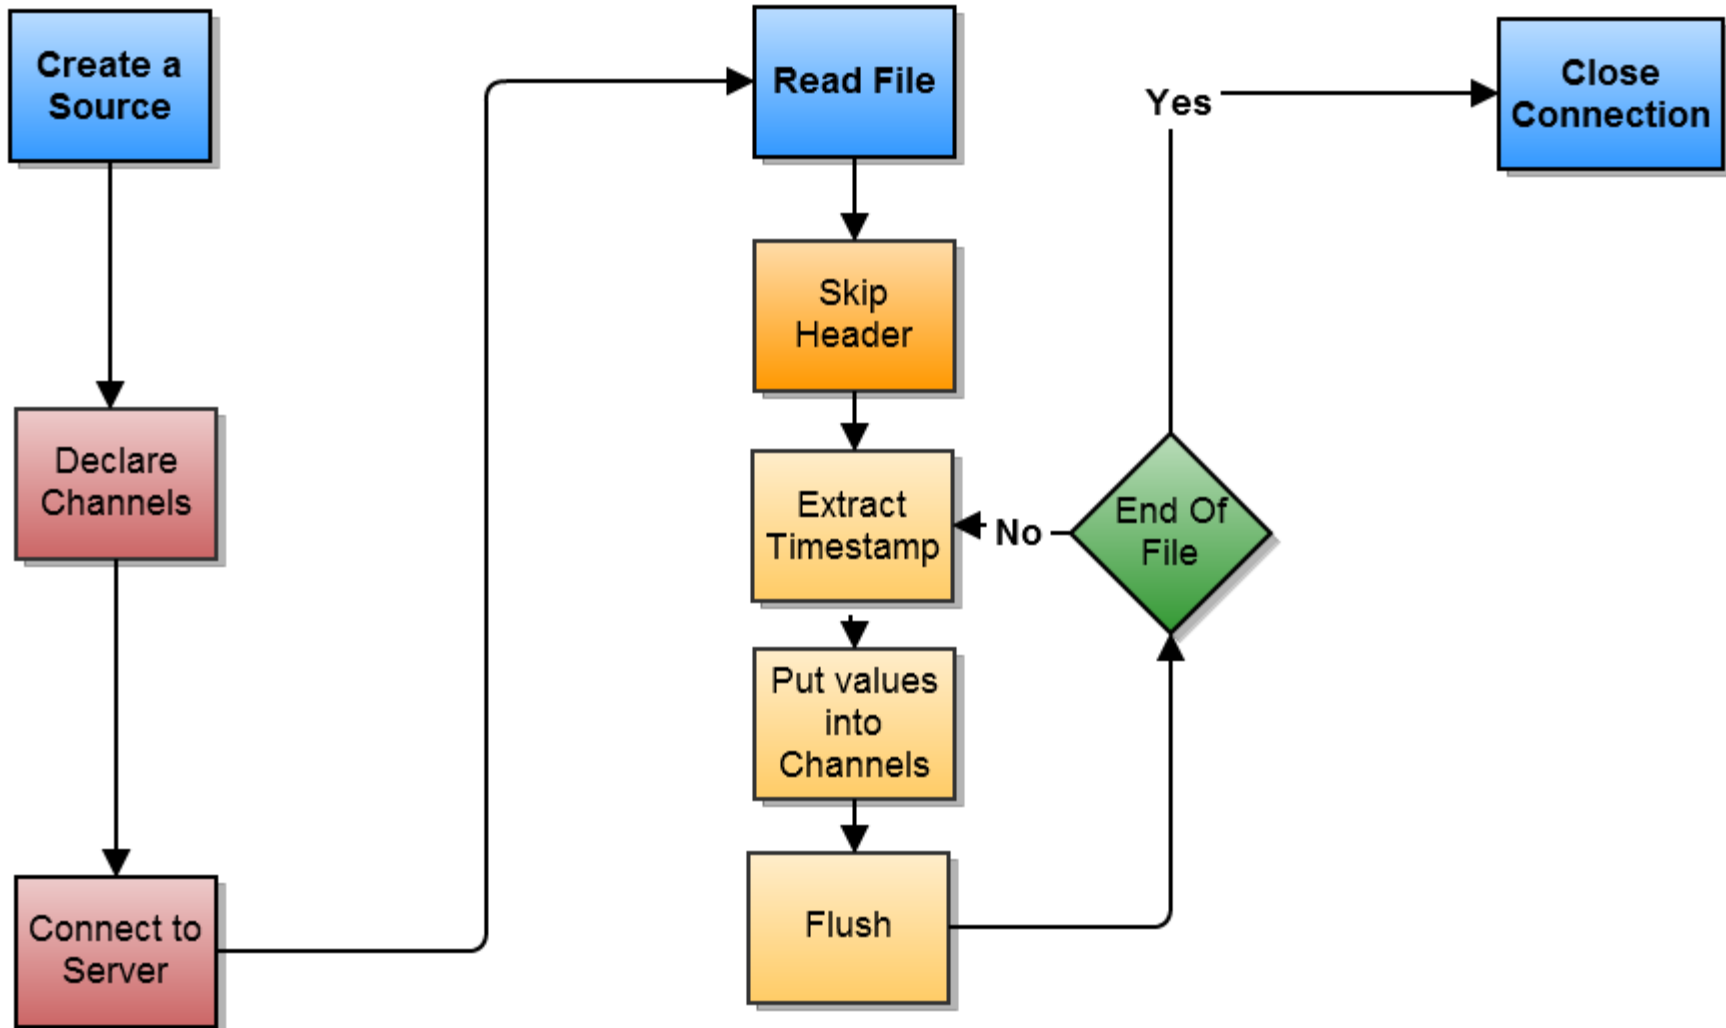 Create a
Source
Declare
Channels
Connect to
Server
Read File
Skip
Header
Extract
Timestamp
Put values
into
Channels
Flush
End Of
File
No
Yes
Close
Connection